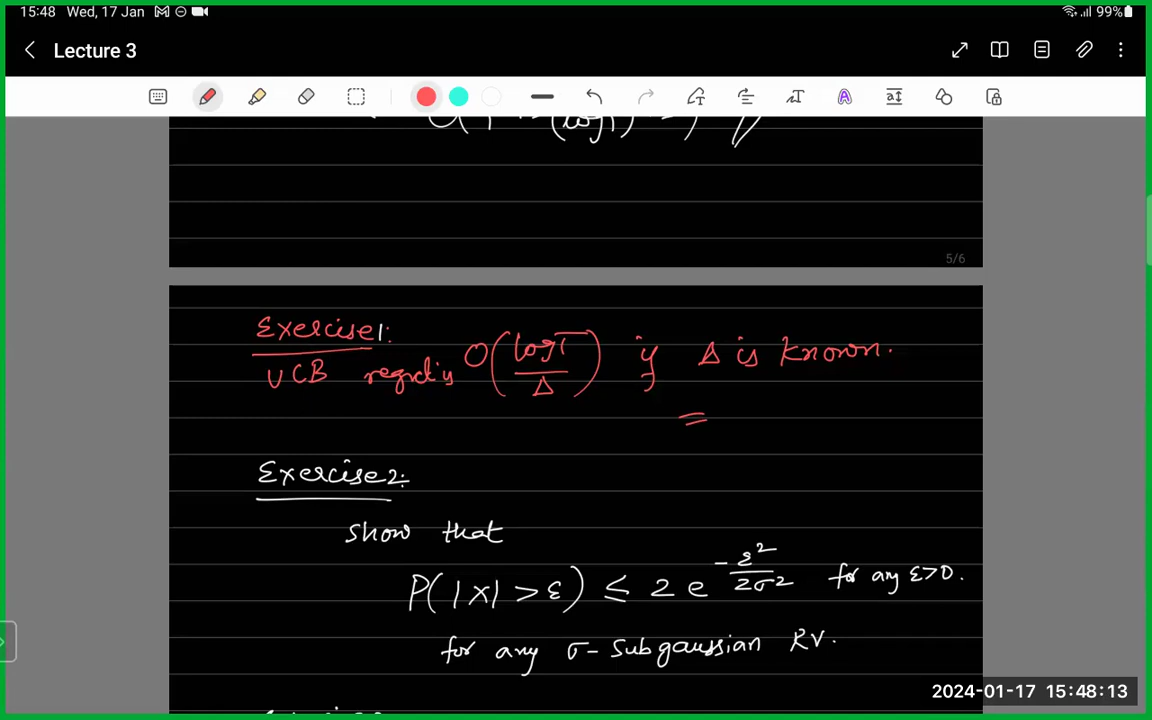 15:48 Wed, 17 Jan
99%
Lecture 3
5/6
Exercise1:
UCB regret is O(logT/Δ) if Δ is known.
Exercise2:
Show that
P(|X| > ε) ≤ 2 e^{-ε²/2σ²} for any ε>0.
for any σ-subgaussian RV.
2024-01-17 15:48:13